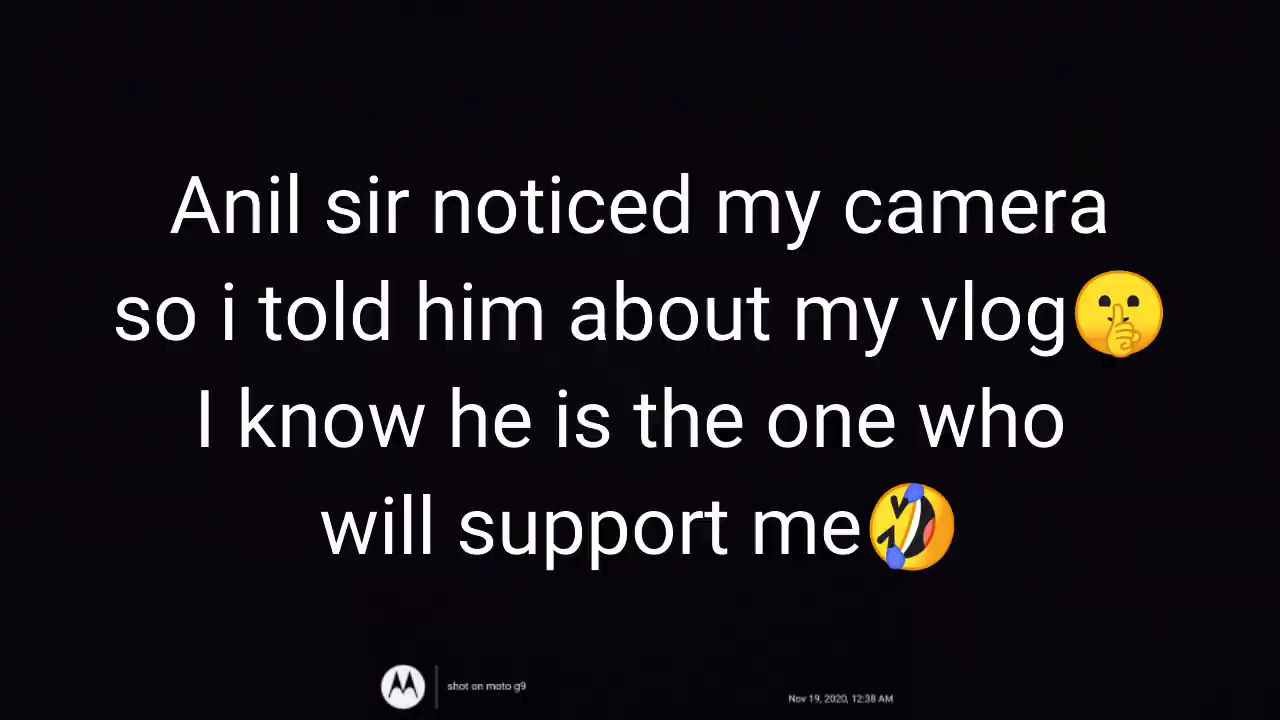 Anil sir noticed my camera
so i told him about my vlog🤫
I know he is the one who
will support me🤣
shot on moto g9
Nov 19, 2020, 12:38 AM